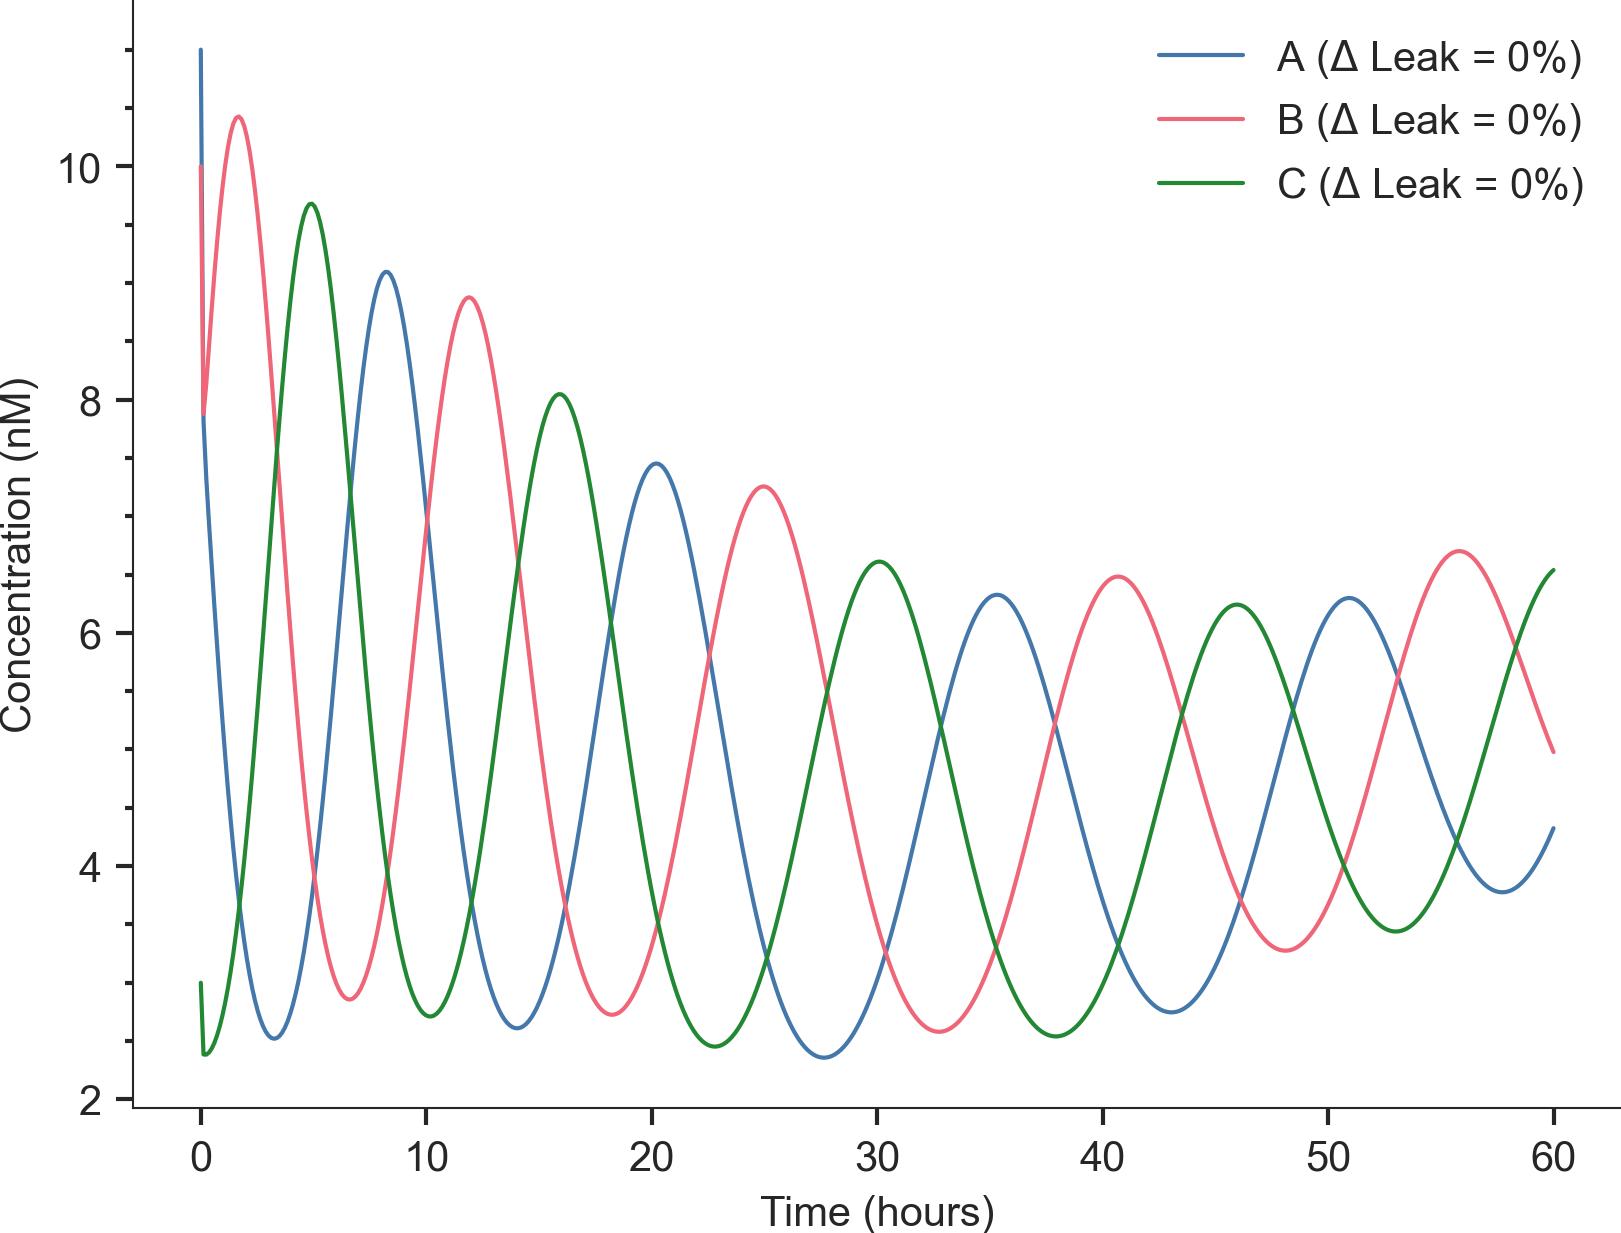 A (Δ Leak = 0%)
B (Δ Leak = 0%)
C (Δ Leak = 0%)
Concentration (nM)
10
8
6
4
2
0 10 20 30 40 50 60
Time (hours)